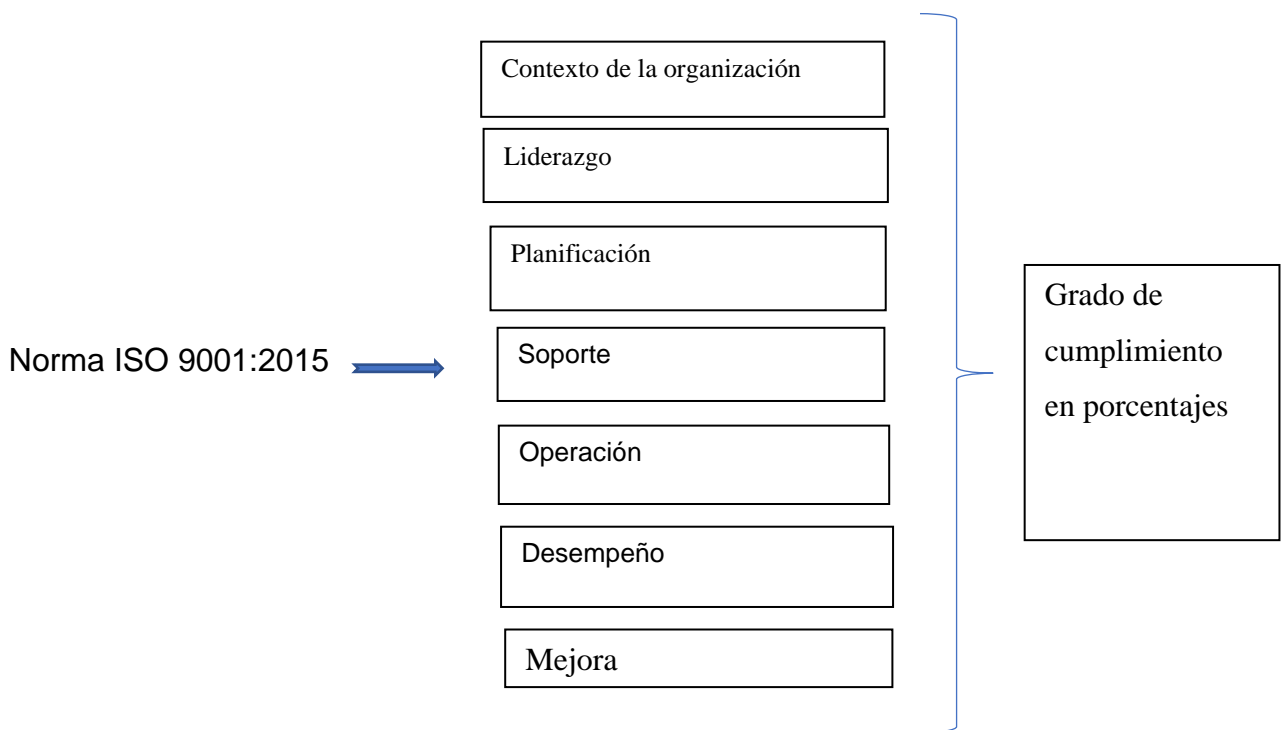 Contexto de la organización
Liderazgo
Planificación
Norma ISO 9001:2015
Soporte
Operación
Desempeño
Mejora
Grado de
cumplimiento
en porcentajes